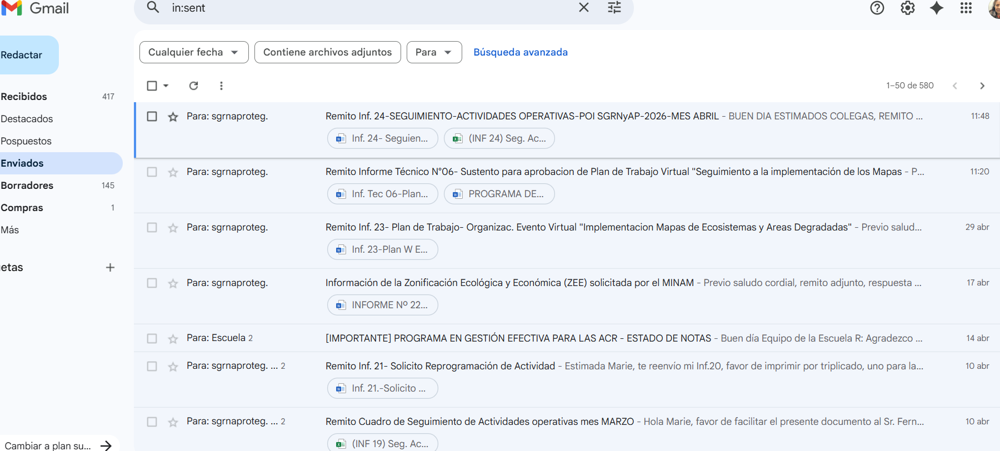 Gmail
in:sent
Redactar
Cualquier fecha
Contiene archivos adjuntos
Para
Búsqueda avanzada
1–50 de 580
Recibidos 417
Destacados
Pospuestos
Enviados
Borradores 145
Compras 1
Más
etas
Cambiar a plan su...
Para: sgrnaproteg. Remito Inf. 24-SEGUIMIENTO-ACTIVIDADES OPERATIVAS-POI SGRNyAP-2026-MES ABRIL - BUEN DIA ESTIMADOS COLEGAS, REMITO ... 11:48
Inf. 24- Seguien... (INF 24) Seg. Ac...
Para: sgrnaproteg. Remito Informe Técnico N°06- Sustento para aprobacion de Plan de Trabajo Virtual "Seguimiento a la implementación de los Mapas - P... 11:20
Inf. Tec 06-Plan... PROGRAMA DE...
Para: sgrnaproteg. Remito Inf. 23- Plan de Trabajo- Organizac. Evento Virtual "Implementacion Mapas de Ecosistemas y Areas Degradadas" - Previo salud... 29 abr
Inf. 23-Plan W E...
Para: sgrnaproteg. Información de la Zonificación Ecológica y Económica (ZEE) solicitada por el MINAM - Previo saludo cordial, remito adjunto, respuesta ... 17 abr
INFORME Nº 22...
Para: Escuela 2 [IMPORTANTE] PROGRAMA EN GESTIÓN EFECTIVA PARA LAS ACR - ESTADO DE NOTAS - Buen día Equipo de la Escuela R: Agradezco ... 14 abr
Para: sgrnaproteg. ... 2 Remito Inf. 21- Solicito Reprogramación de Actividad - Estimada Marie, te reenvío mi Inf.20, favor de imprimir por triplicado, uno para la... 10 abr
Inf. 21.-Solicito ...
Para: sgrnaproteg. ... 2 Remito Cuadro de Seguimiento de Actividades operativas mes MARZO - Hola Marie, favor de facilitar el presente documento al Sr. Fern... 10 abr
(INF 19) Seg. Ac...